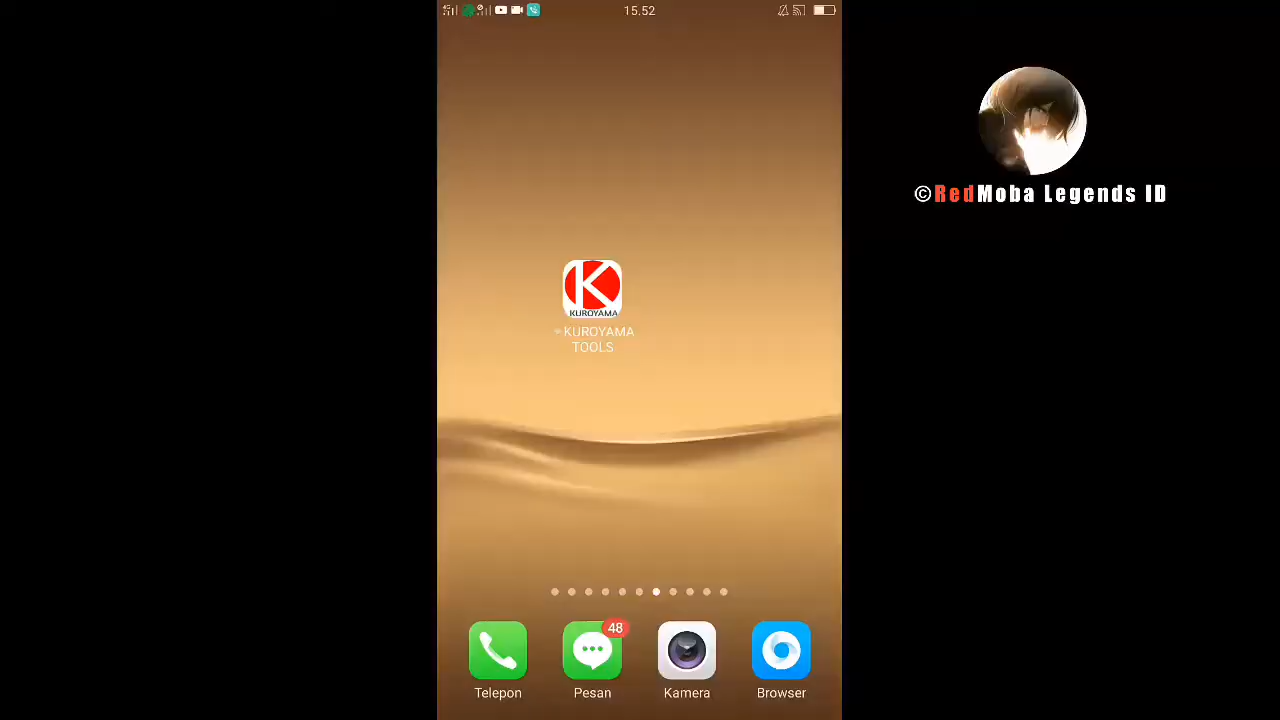 15.52
©RedMoba Legends ID
KUROYAMA
KUROYAMA
TOOLS
48
Telepon
Pesan
Kamera
Browser